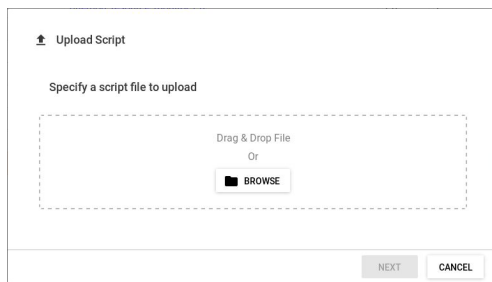 Upload Script
Specify a script file to upload
Drag & Drop File
Or
BROWSE
NEXT CANCEL